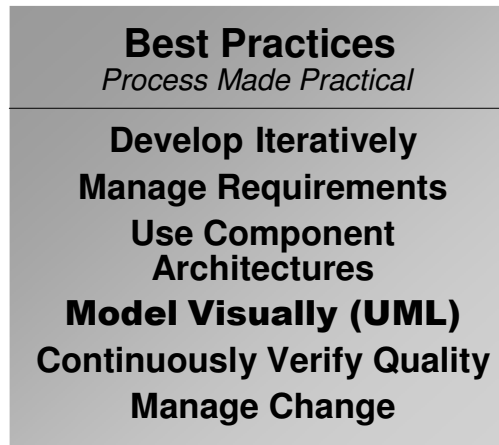 Best Practices
Process Made Practical
Develop Iteratively
Manage Requirements
Use Component
Architectures
Model Visually (UML)
Continuously Verify Quality
Manage Change